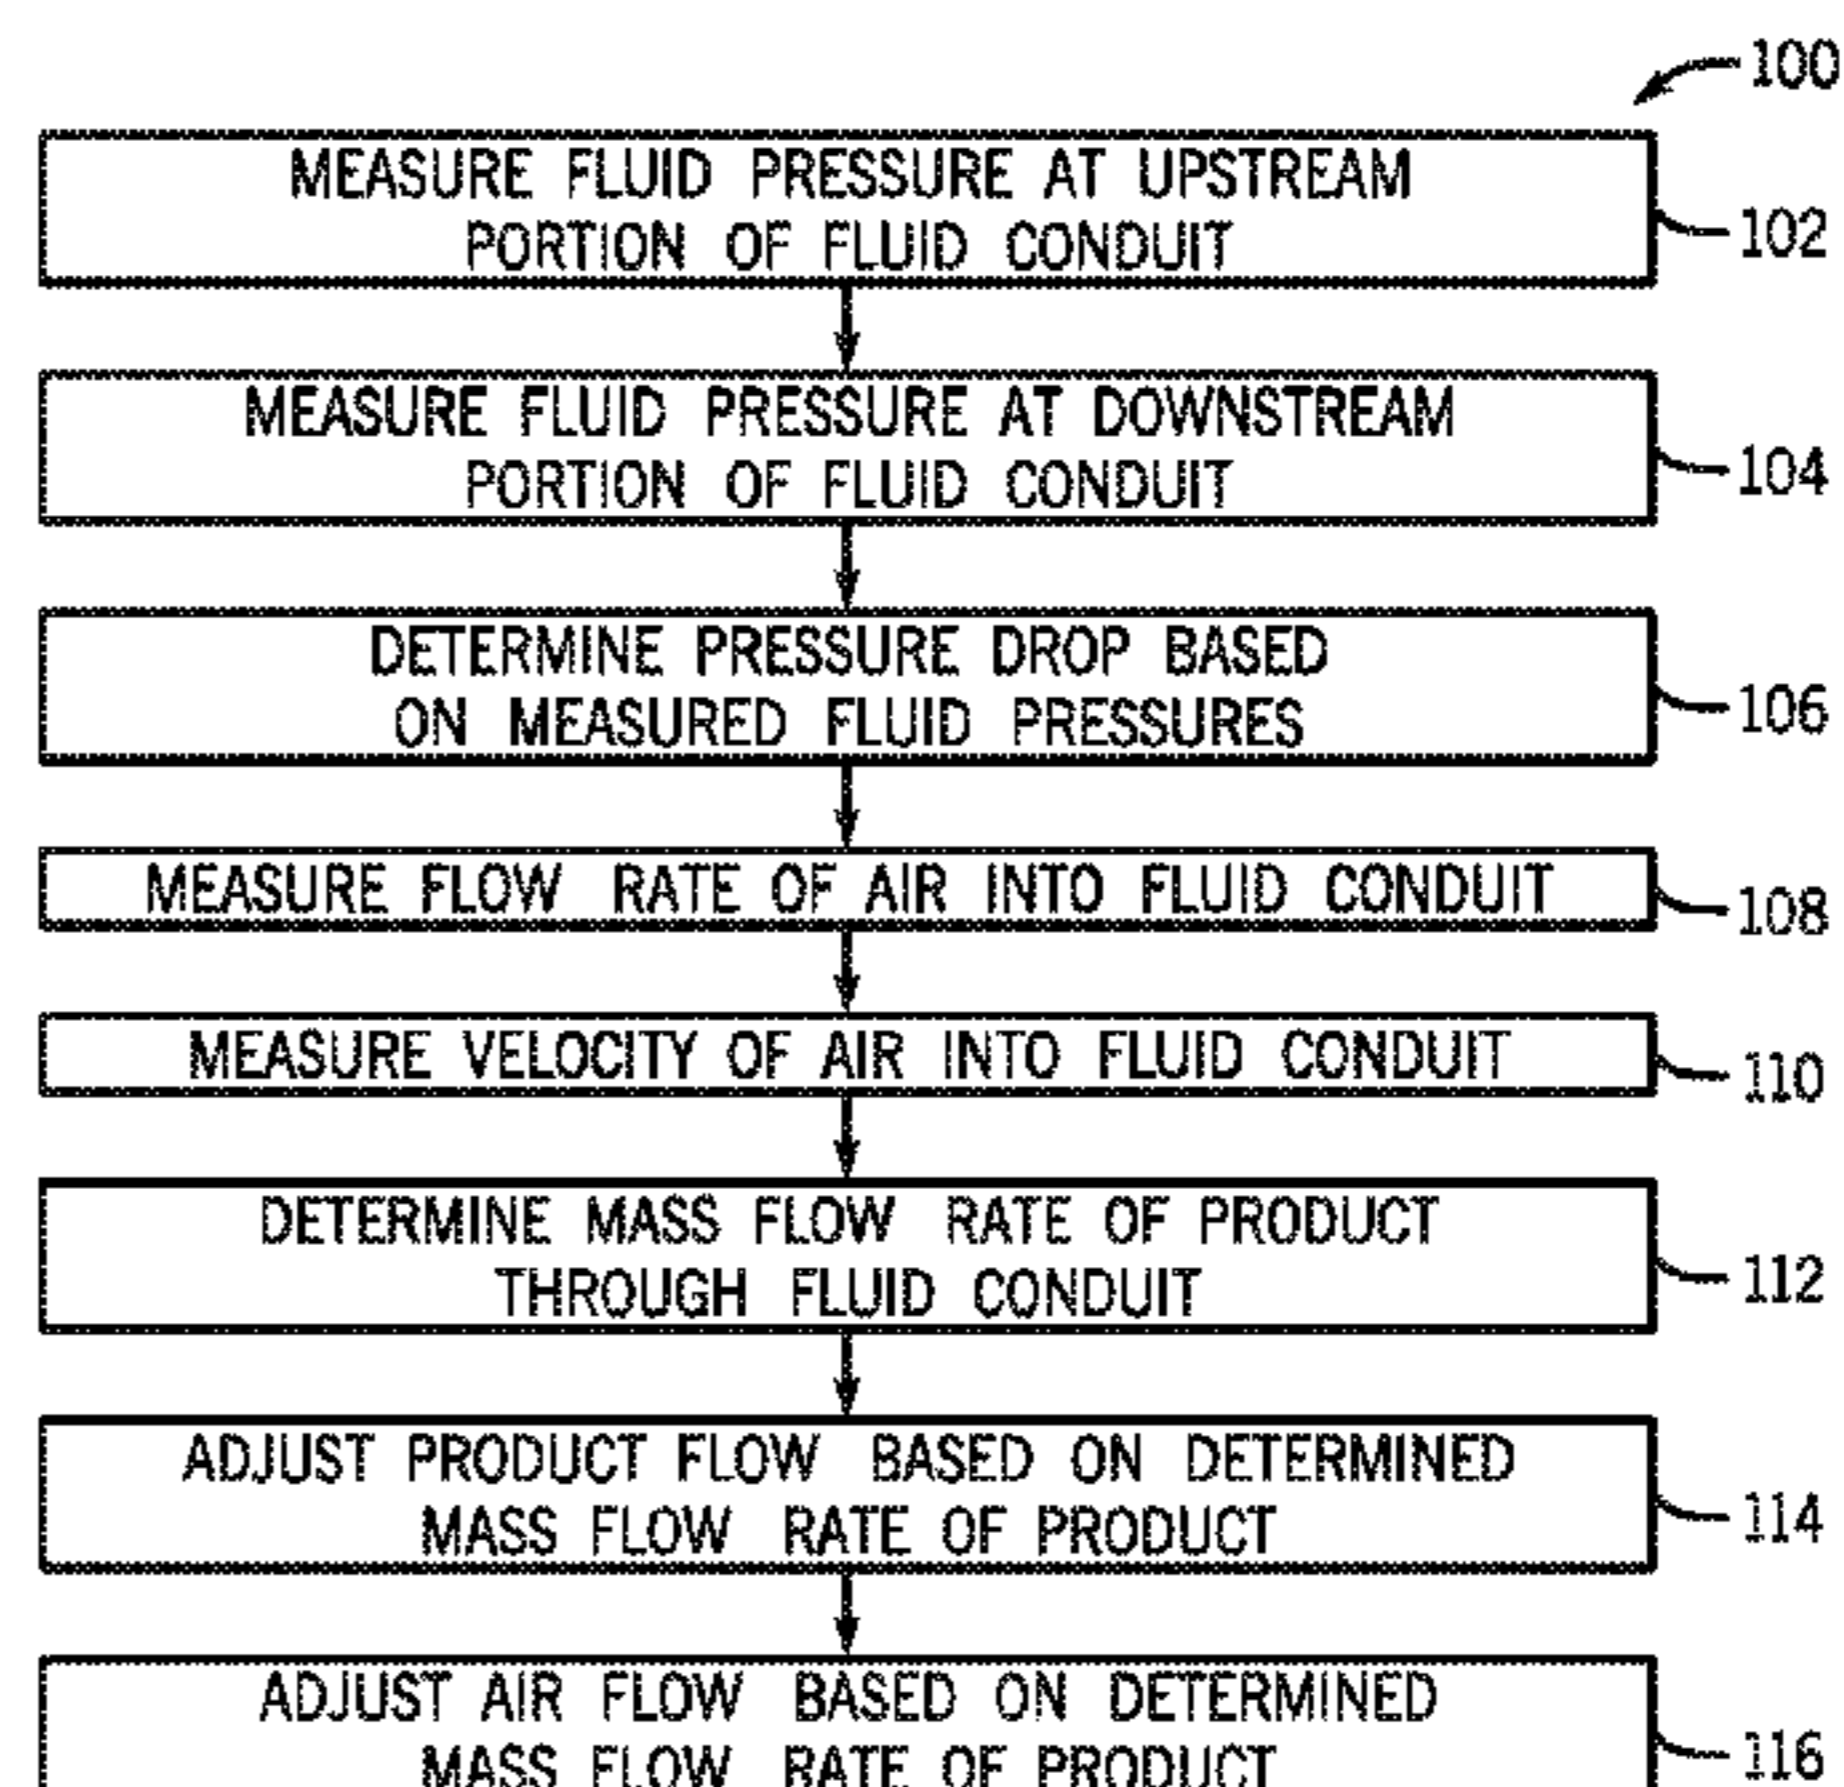 100
MEASURE FLUID PRESSURE AT UPSTREAM
PORTION OF FLUID CONDUIT
102
MEASURE FLUID PRESSURE AT DOWNSTREAM
PORTION OF FLUID CONDUIT
104
DETERMINE PRESSURE DROP BASED
ON MEASURED FLUID PRESSURES
106
MEASURE FLOW RATE OF AIR INTO FLUID CONDUIT
108
MEASURE VELOCITY OF AIR INTO FLUID CONDUIT
110
DETERMINE MASS FLOW RATE OF PRODUCT
THROUGH FLUID CONDUIT
112
ADJUST PRODUCT FLOW BASED ON DETERMINED
MASS FLOW RATE OF PRODUCT
114
ADJUST AIR FLOW BASED ON DETERMINED
MASS FLOW RATE OF PRODUCT
116